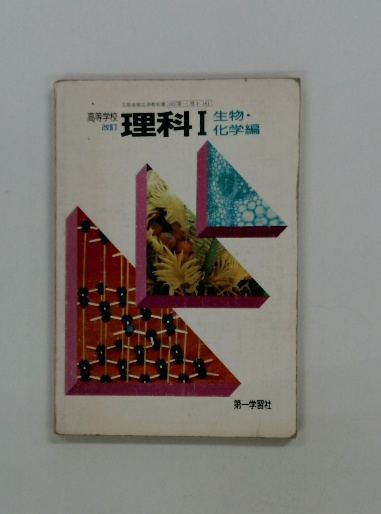 高等学校
改訂
理科Ⅰ
生物・
化学編
第一学習社